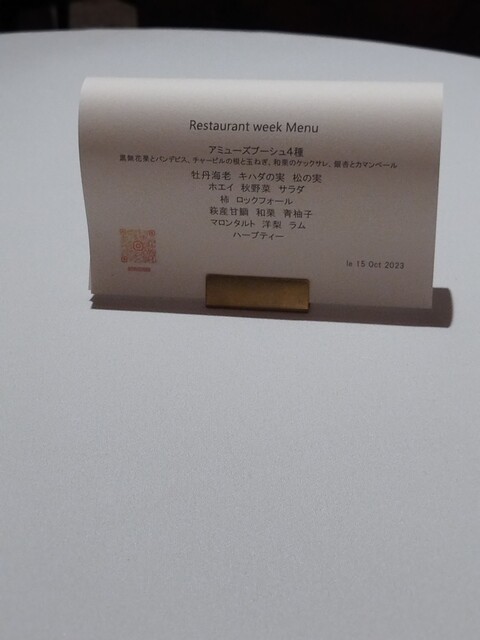 Restaurant week Menu
アミューズブーシュ4種
黒無花果とパンデピス、チャービルの根と玉ねぎ、和栗のケックサレ、銀杏とカマンベール
牡丹海老 キハダの実 松の実
ホエイ 秋野菜 サラダ
柿 ロックフォール
萩産甘鯛 和栗 青柚子
マロンタルト 洋梨 ラム
ハーブティー
le 15 Oct 2023